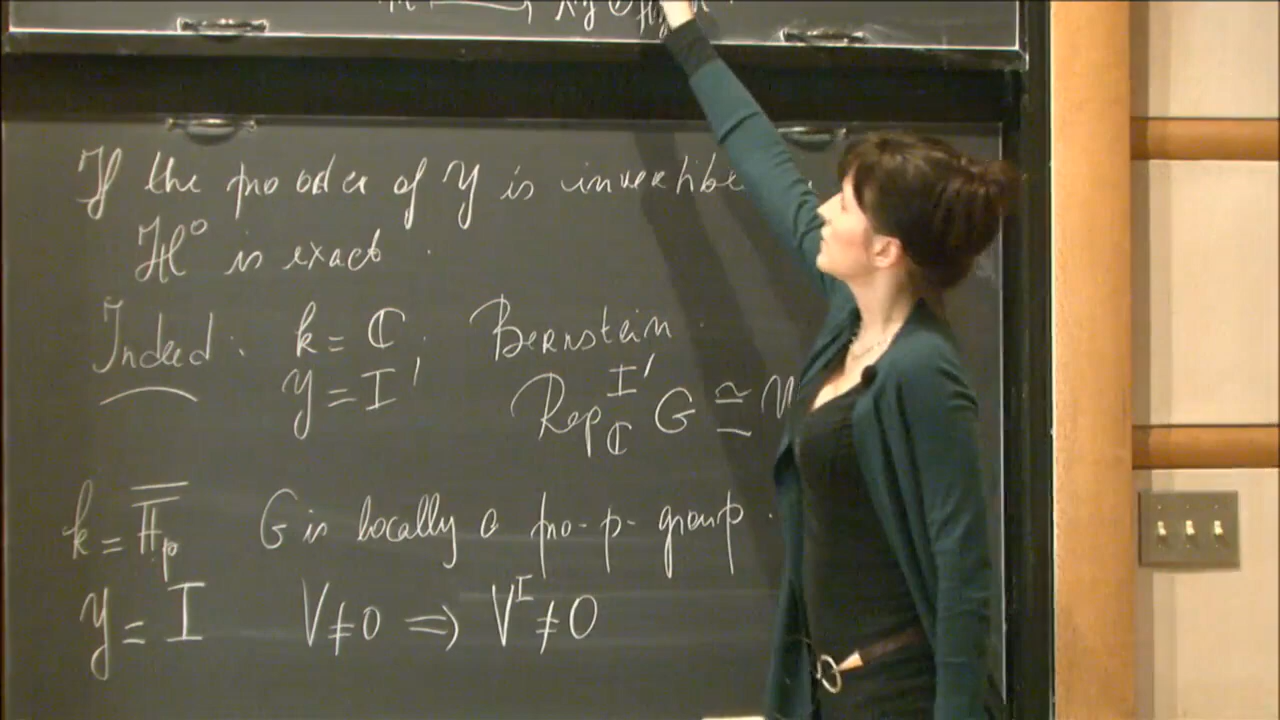 If the pro order of Y is invertible
H⁰ is exact.
Indeed: k = ℂ. Bernstein.
Y = I' Rep_ℂ^{I'} G ≅
k = F̅_p G is locally a pro-p-group.
Y = I V ≠ 0 ⇒ V^I ≠ 0